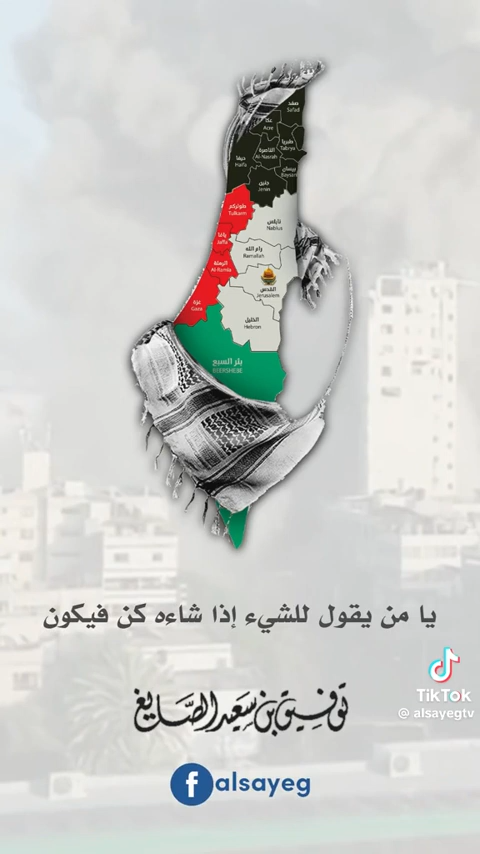 صفد
Safad
عكا
Acre
طبريا
Tabrya
الناصرة
Al-Nasrah
حيفا
Haifa
بيسان
Baysan
جنين
Jenin
طولكرم
Tulkarm
نابلس
Nablus
يافا
Jaffa
رام الله
Ramallah
الرملة
Al-Ramla
القدس
Jerusalem
غزة
Gaza
الخليل
Hebron
بئر السبع
BEERSHEBE
يا من يقول للشيء إذا شاءه كن فيكون
TikTok
@alsayegtv
توفيق بن سعيد الصايغ
f alsayeg